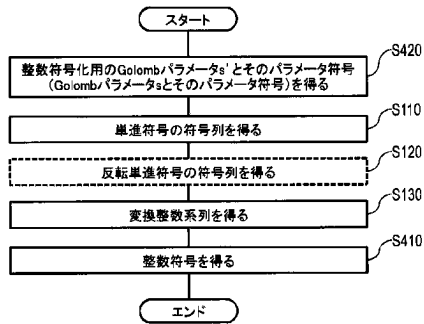 スタート
S420
整数符号化用のGolombパラメータs'とそのパラメータ符号
(Golombパラメータsとそのパラメータ符号)を得る
S110
単進符号の符号列を得る
S120
反転単進符号の符号列を得る
S130
変換整数系列を得る
S410
整数符号を得る
エンド